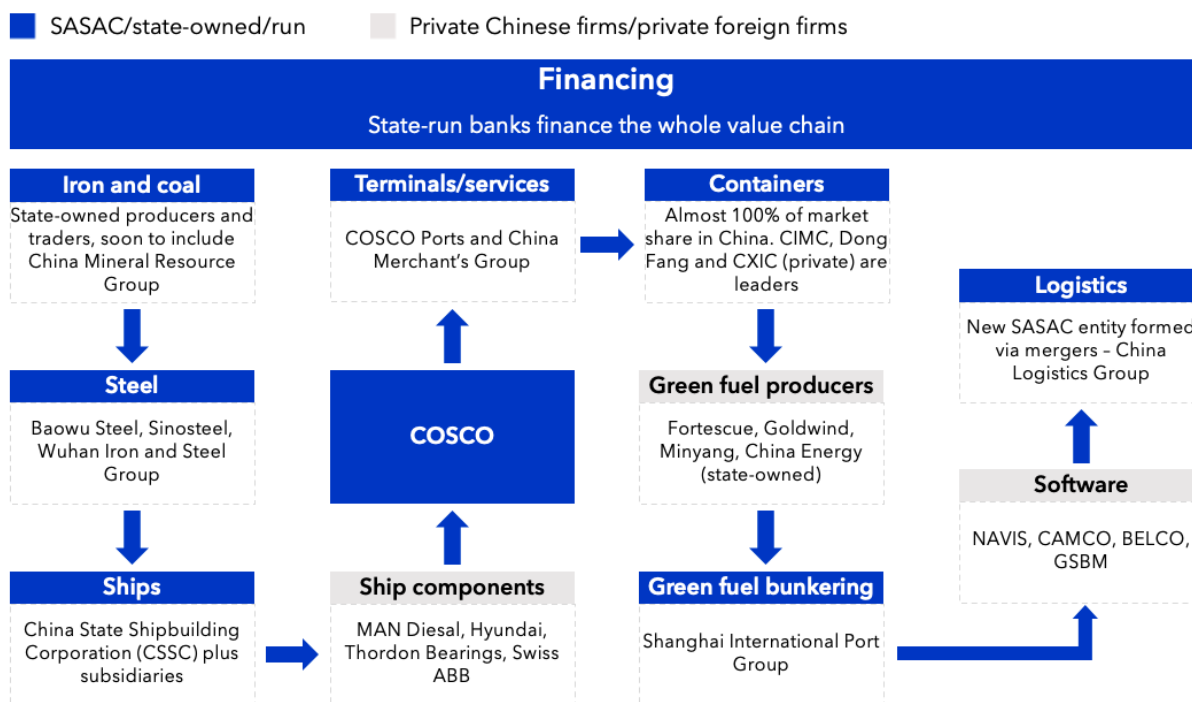 SASAC/state-owned/run
Private Chinese firms/private foreign firms
Financing
State-run banks finance the whole value chain
Iron and coal
State-owned producers and
traders, soon to include
China Mineral Resource
Group
Steel
Baowu Steel, Sinosteel,
Wuhan Iron and Steel
Group
Ships
China State Shipbuilding
Corporation (CSSC) plus
subsidiaries
Ship components
MAN Diesal, Hyundai,
Thordon Bearings, Swiss
ABB
COSCO
Terminals/services
COSCO Ports and China
Merchant's Group
Containers
Almost 100% of market
share in China. CIMC, Dong
Fang and CXIC (private) are
leaders
Green fuel producers
Fortescue, Goldwind,
Minyang, China Energy
(state-owned)
Green fuel bunkering
Shanghai International Port
Group
Software
NAVIS, CAMCO, BELCO,
GSBM
Logistics
New SASAC entity formed
via mergers – China
Logistics Group